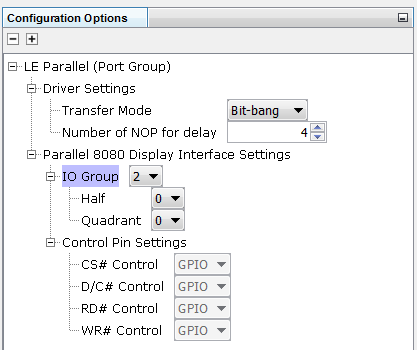 Configuration Options
LE Parallel (Port Group)
Driver Settings
Transfer Mode Bit-bang
Number of NOP for delay 4
Parallel 8080 Display Interface Settings
IO Group 2
Half 0
Quadrant 0
Control Pin Settings
CS# Control GPIO
D/C# Control GPIO
RD# Control GPIO
WR# Control GPIO